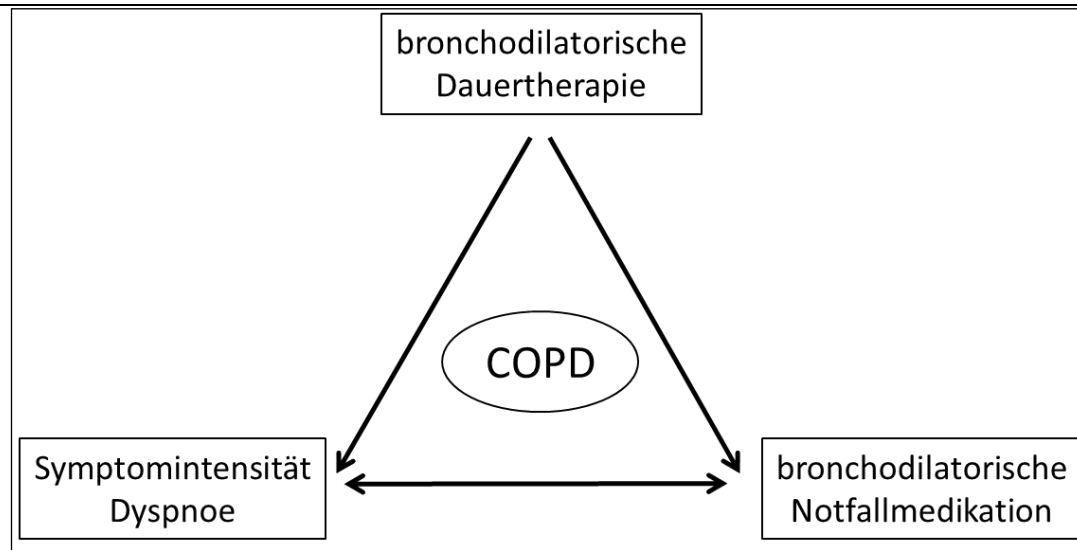 bronchodilatorische
Dauertherapie
COPD
Symptomintensität
Dyspnoe
bronchodilatorische
Notfallmedikation